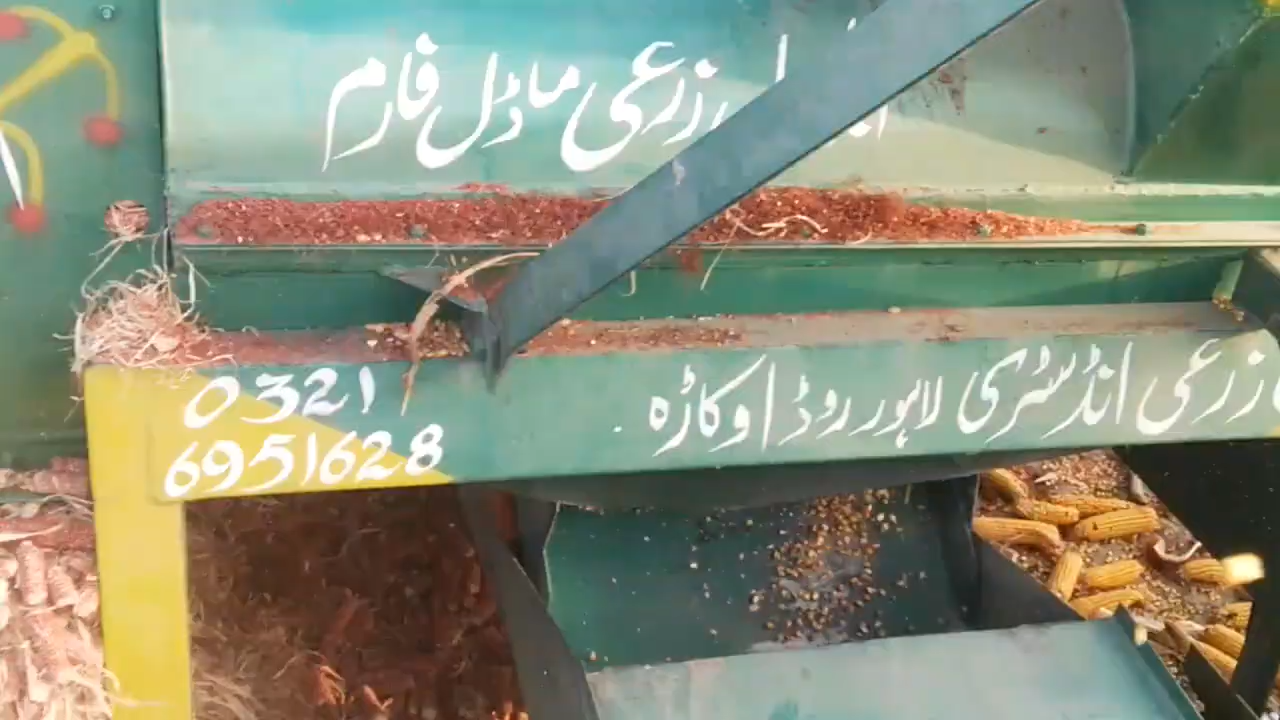 زرعی ماڈل فارم
زرعی انڈسٹری لاہور روڈ اوکاڑہ
0321
6951628